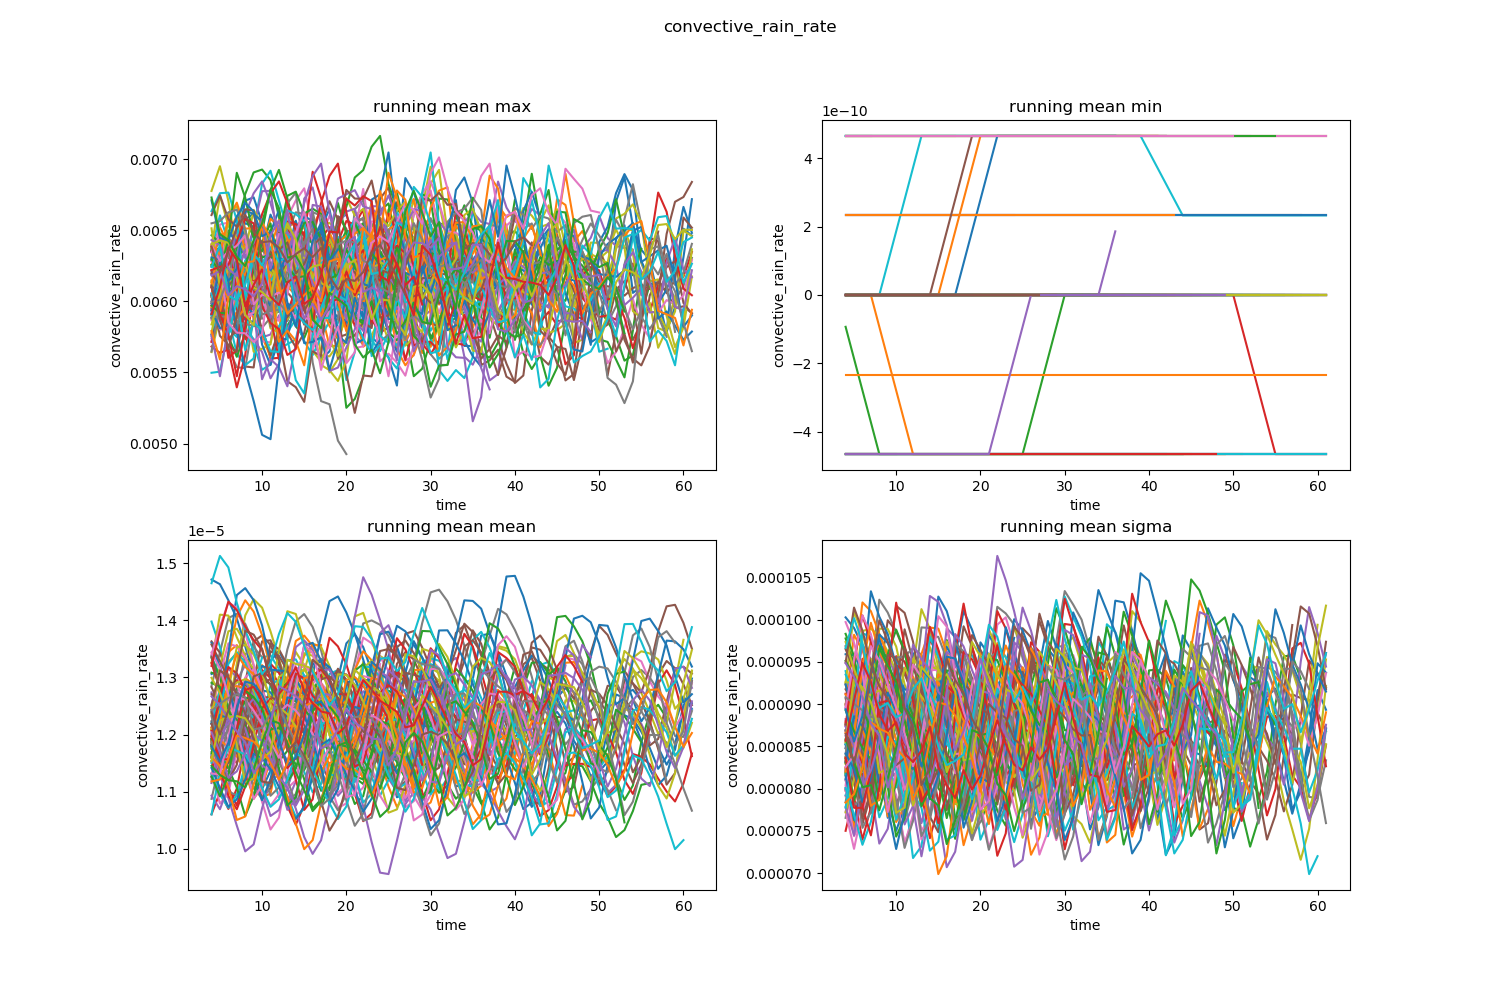 convective_rain_rate
running mean max
convective_rain_rate
0.0070
0.0065
0.0060
0.0055
0.0050
10 20 30 40 50 60
time
running mean min
1e−10
convective_rain_rate
4
2
0
−2
−4
10 20 30 40 50 60
time
running mean mean
1e−5
convective_rain_rate
1.5
1.4
1.3
1.2
1.1
1.0
10 20 30 40 50 60
time
running mean sigma
convective_rain_rate
0.000105
0.000100
0.000095
0.000090
0.000085
0.000080
0.000075
0.000070
10 20 30 40 50 60
time